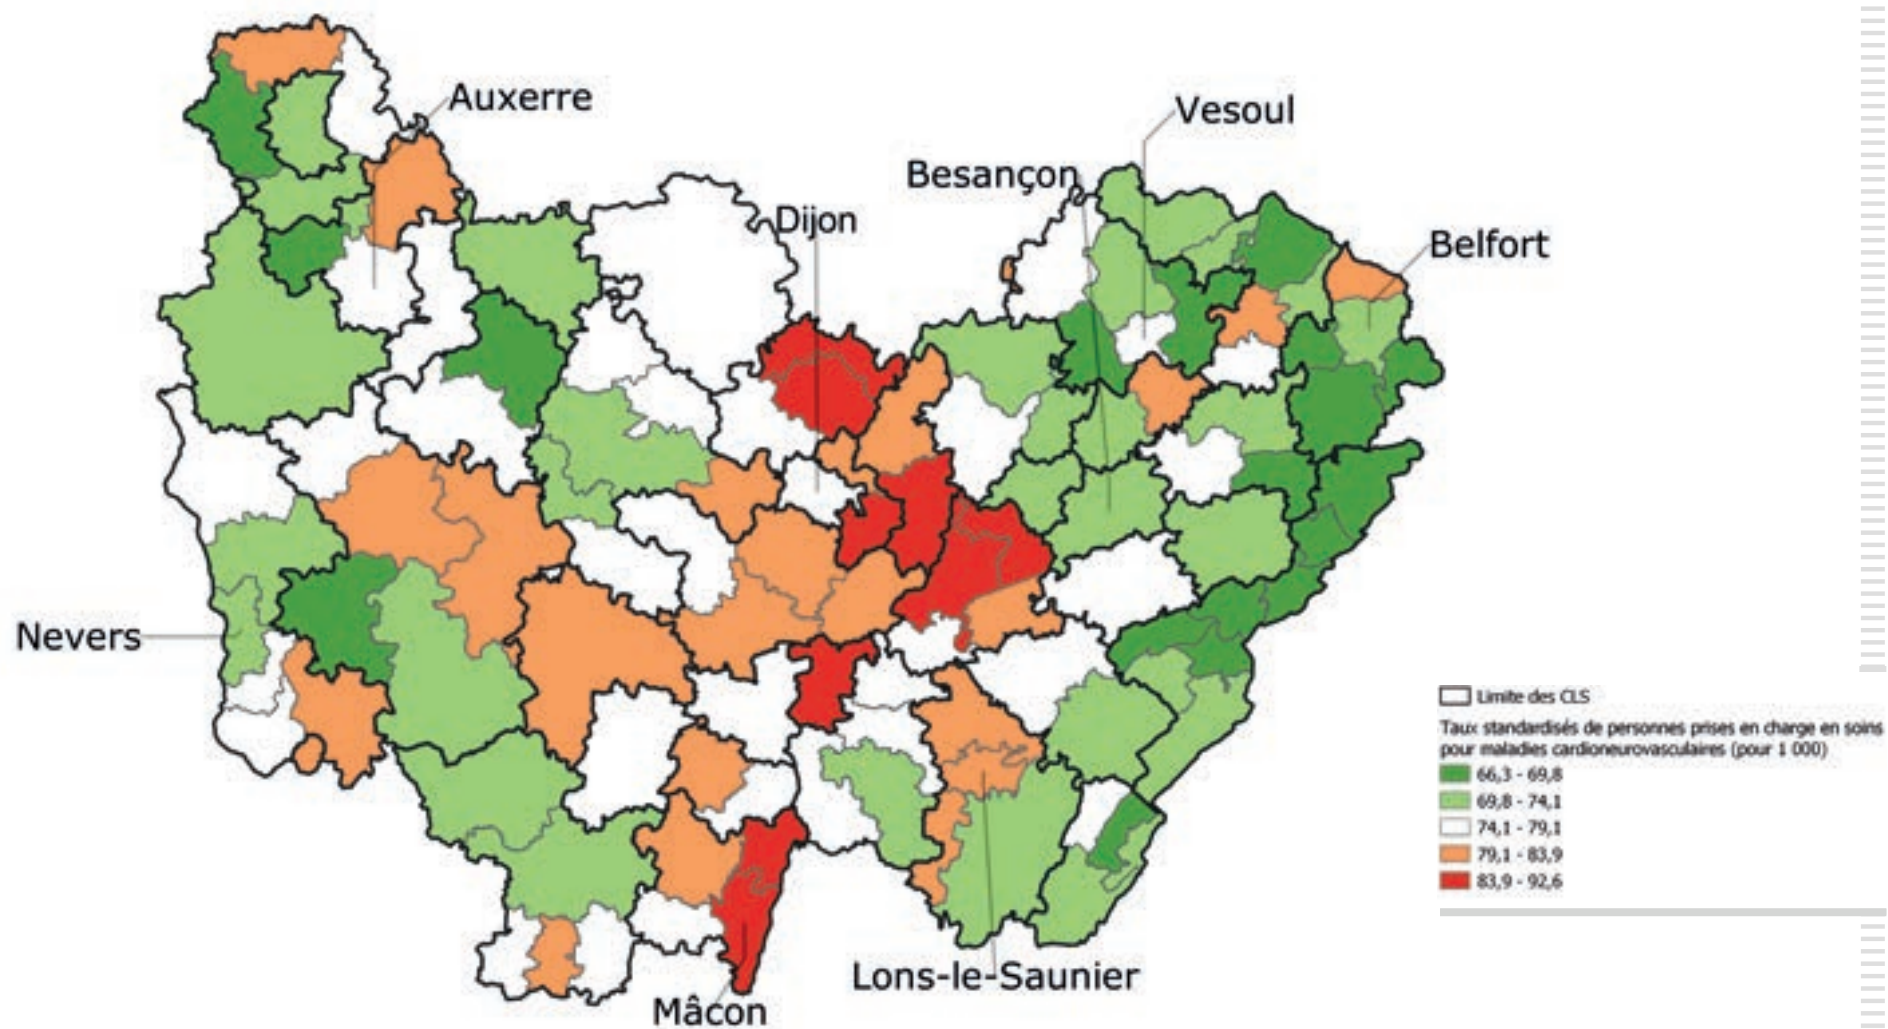 Auxerre
Vesoul
Besançon
Dijon
Belfort
Nevers
Limite des CLS
Taux standardisés de personnes prises en charge en soins
pour maladies cardioneurovasculaires (pour 1 000)
66,3 - 69,8
69,8 - 74,1
74,1 - 79,1
79,1 - 83,9
83,9 - 92,6
Lons-le-Saunier
Mâcon